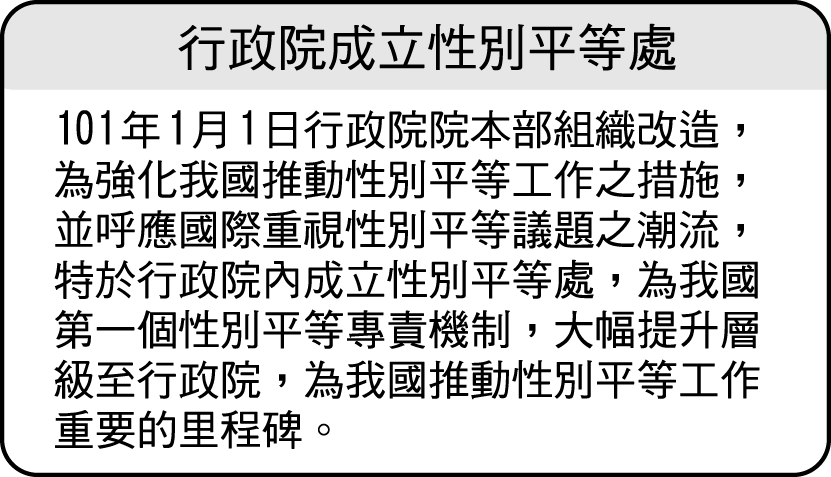 行政院成立性別平等處
101年1月1日行政院院本部組織改造，
為強化我國推動性別平等工作之措施，
並呼應國際重視性別平等議題之潮流，
特於行政院內成立性別平等處，為我國
第一個性別平等專責機制，大幅提升層
級至行政院，為我國推動性別平等工作
重要的里程碑。